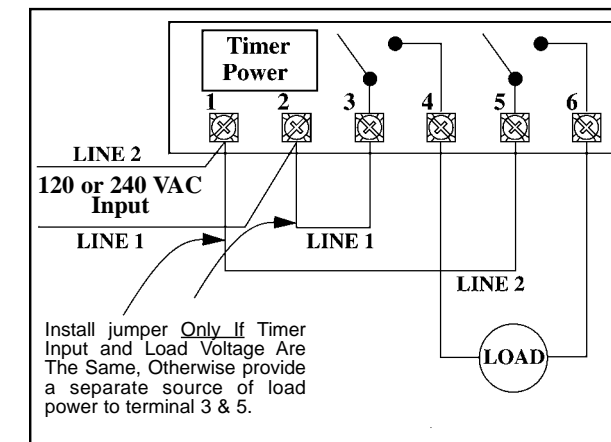 Timer
Power
1 2 3 4 5 6
LINE 2
120 or 240 VAC
Input
LINE 1
LINE 1
LINE 2
Install jumper Only If Timer
Input and Load Voltage Are
The Same, Otherwise provide
a separate source of load
power to terminal 3 & 5.
LOAD